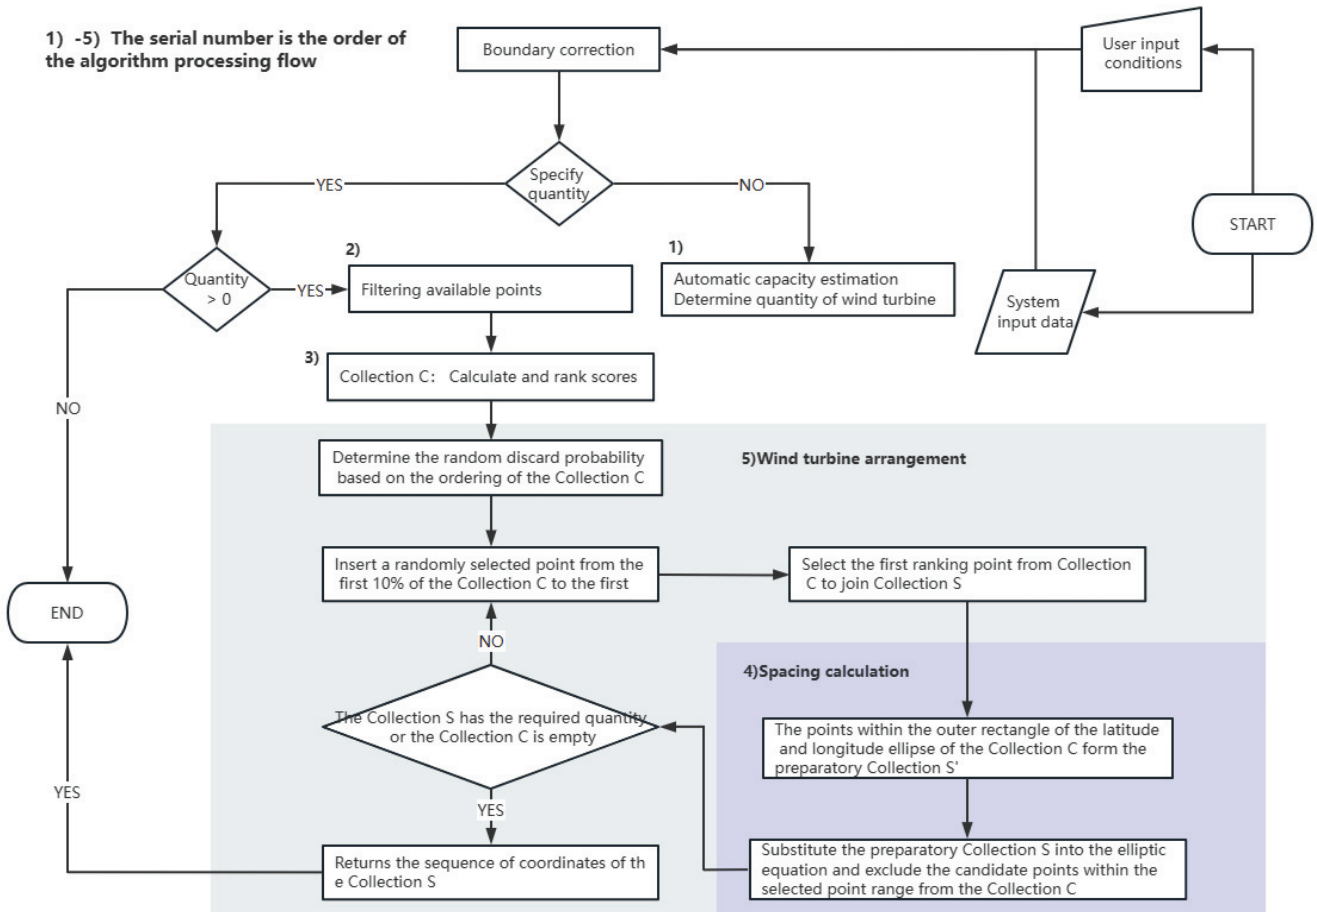 1) -5) The serial number is the order of
the algorithm processing flow
Boundary correction
User input
conditions
Specify
quantity
YES
NO
START
2)
1)
Quantity
> 0
YES
Filtering available points
Automatic capacity estimation
Determine quantity of wind turbine
System
input data
3)
Collection C: Calculate and rank scores
NO
Determine the random discard probability
based on the ordering of the Collection C
5)Wind turbine arrangement
Insert a randomly selected point from the
first 10% of the Collection C to the first
Select the first ranking point from Collection
C to join Collection S
END
NO
4)Spacing calculation
The Collection S has the required quantity
or the Collection C is empty
The points within the outer rectangle of the latitude
and longitude ellipse of the Collection C form the
preparatory Collection S'
YES
YES
Returns the sequence of coordinates of th
e Collection S
Substitute the preparatory Collection S into the elliptic
equation and exclude the candidate points within the
selected point range from the Collection C